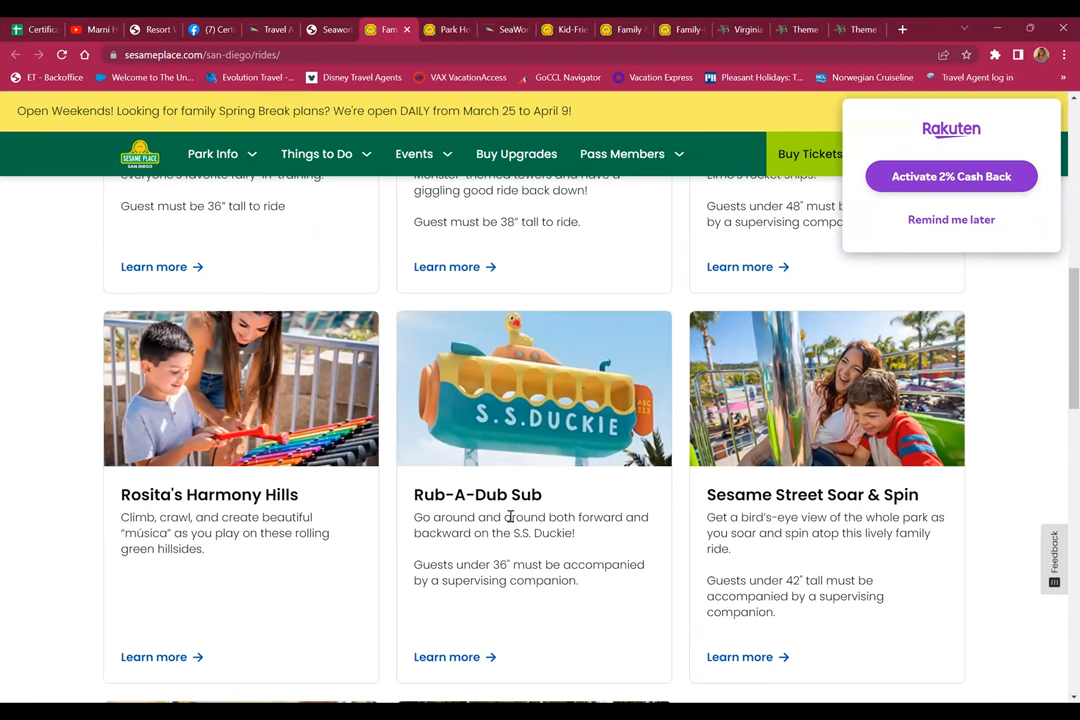 Certific
Marni H
Resort V
(7) Certi
Travel A
Seaworl
Fam
Park Ho
SeaWor
Kid-Frie
Family
Family
Virginia
Theme
Theme
sesameplace.com/san-diego/rides/
ET - Backoffice
Welcome to The Un...
Evolution Travel -...
Disney Travel Agents
VAX VacationAccess
GoCCL Navigator
Vacation Express
Pleasant Holidays: T...
Norwegian Cruiseline
Travel Agent log in
»
Open Weekends! Looking for family Spring Break plans? We're open DAILY from March 25 to April 9!
Rakuten
Activate 2% Cash Back
Remind me later
SESAME PLACE
SAN DIEGO
Park Info
Things to Do
Events
Buy Upgrades
Pass Members
Buy Tickets
Everyone's favorite fairy-in-training.
Guest must be 36” tall to ride
Learn more →
Monster-themed towers and have a
giggling good ride back down!
Guest must be 38” tall to ride.
Learn more →
Elmo's rocket ships!
Guests under 48" must b
by a supervising compa
Learn more →
S.S.DUCKIE
ABC
123
Rosita's Harmony Hills
Climb, crawl, and create beautiful
“música” as you play on these rolling
green hillsides.
Learn more →
Rub-A-Dub Sub
Go around and around both forward and
backward on the S.S. Duckie!
Guests under 36" must be accompanied
by a supervising companion.
Learn more →
Sesame Street Soar & Spin
Get a bird's-eye view of the whole park as
you soar and spin atop this lively family
ride.
Guests under 42" tall must be
accompanied by a supervising
companion.
Learn more →
Feedback